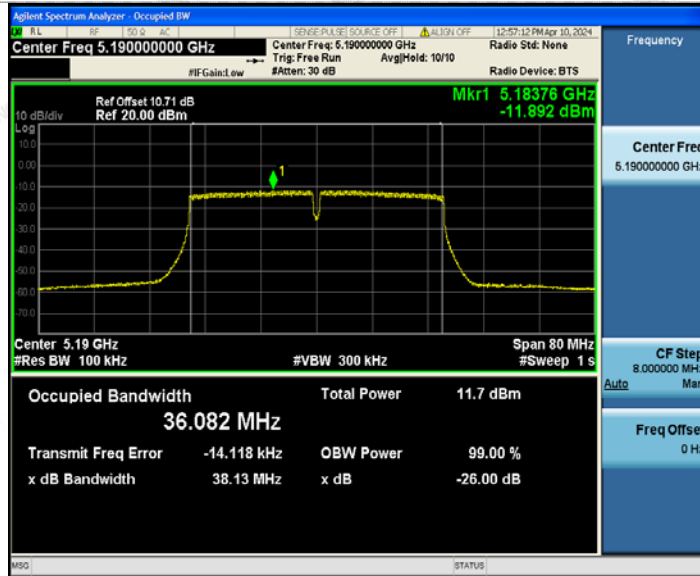 Agilent Spectrum Analyzer - Occupied BW
RL RF 50 Ω AC SENSE:PULSE SOURCE OFF ALIGN OFF 12:57:12 PM Apr 10, 2024
Center Freq 5.190000000 GHz
Center Freq: 5.190000000 GHz
Radio Std: None
Trig: Free Run Avg|Hold: 10/10
#IFGain:Low #Atten: 30 dB Radio Device: BTS
Frequency
Ref Offset 10.71 dB
Mkr1 5.18376 GHz
10 dB/div Ref 20.00 dBm
-11.892 dBm
Log
10.0
0.00
-10.0
-20.0
-30.0
-40.0
-50.0
-60.0
-70.0
1
Center Freq
5.190000000 GHz
Center 5.19 GHz Span 80 MHz
#Res BW 100 kHz #VBW 300 kHz #Sweep 1 s
CF Step
8.000000 MHz
Auto Man
Occupied Bandwidth Total Power 11.7 dBm
36.082 MHz
Transmit Freq Error -14.118 kHz OBW Power 99.00 %
x dB Bandwidth 38.13 MHz x dB -26.00 dB
Freq Offset
0 Hz
MSG STATUS